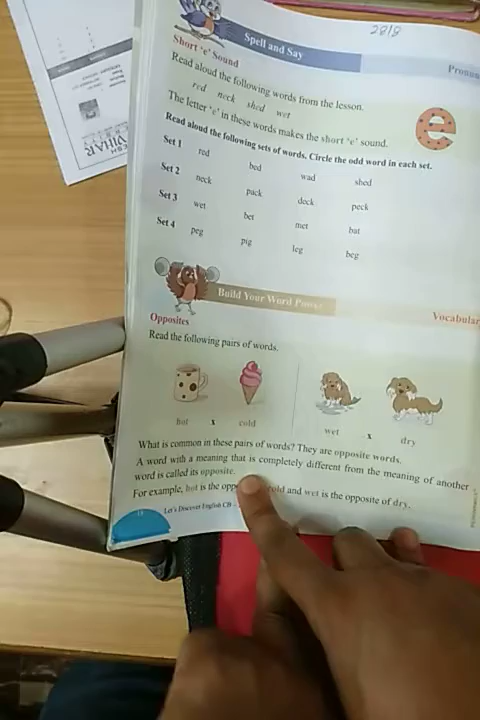 2818
Spell and Say
Short 'e' Sound
Read aloud the following words from the lesson.
red neck shed wet
The letter 'e' in these words makes the short 'e' sound.
e
Read aloud the following sets of words. Circle the odd word in each set.
Set 1 red bed wad shed
Set 2 neck pack deck peck
Set 3 wet bet met bat
Set 4 peg pig leg beg
Build Your Word Power
Vocabular
Opposites
Read the following pairs of words.
hot x cold wet x dry
What is common in these pairs of words? They are opposite words.
A word with a meaning that is completely different from the meaning of another
word is called its opposite.
For example, hot is the opp cold and wet is the opposite of dry.
Let's Discover English CB